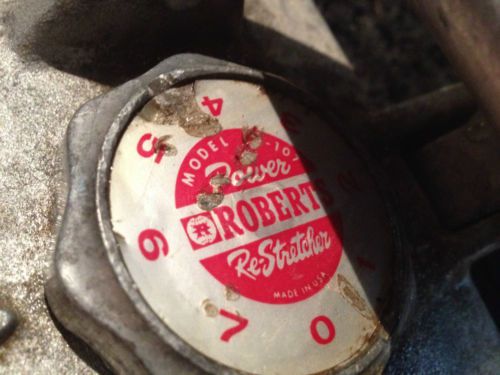 4
5
6
7
0
MODEL
Power
ROBERTS
Re-Stretcher
MADE IN USA